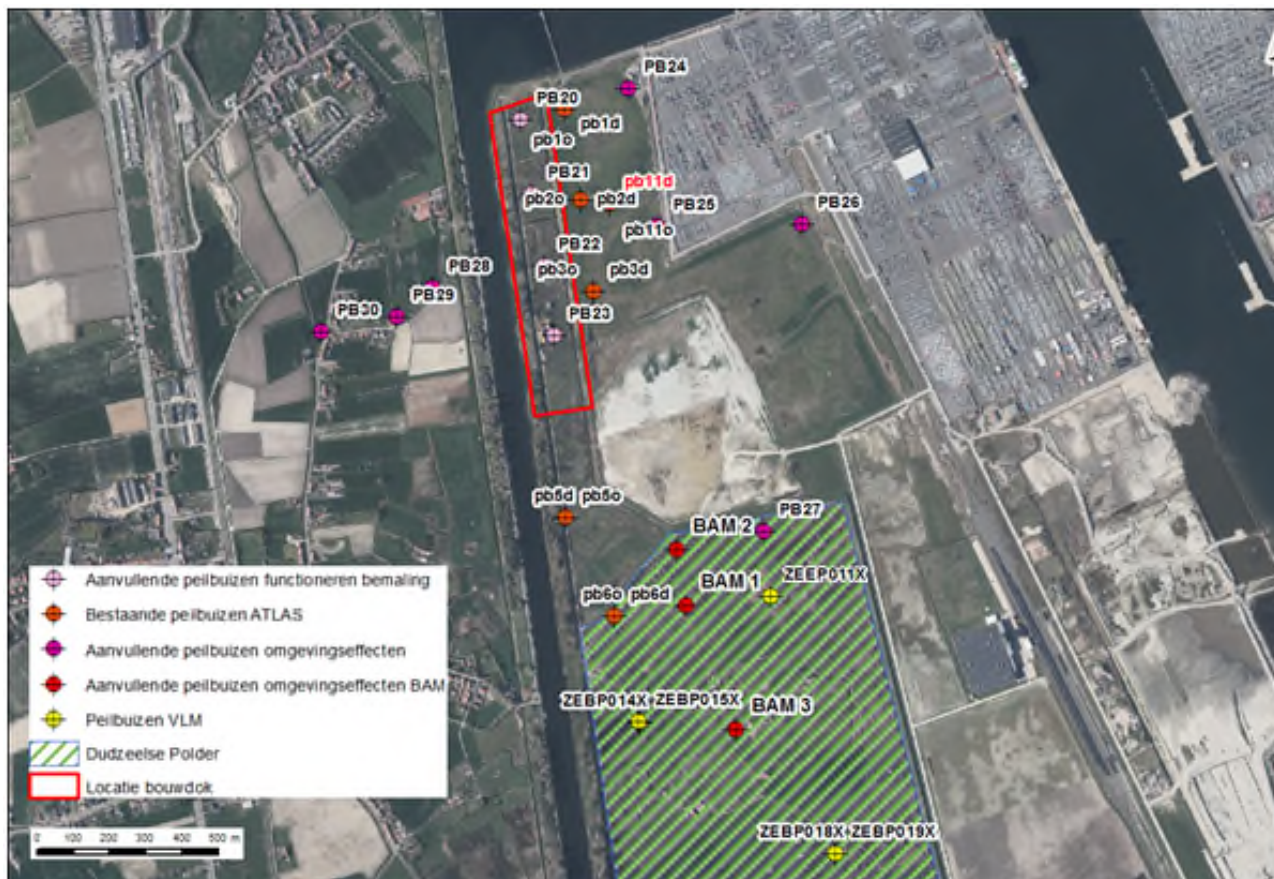 PB24
PB20
pb1d
pb1o
PB21
pb11d
pb2o
pb2d
PB25
PB26
pb11o
PB22
pb3o
pb3d
PB28
PB29
PB23
PB30
pb5d pb5o
PB27
BAM 2
ZEEP011X
BAM 1
pb6o pb6d
ZEBP014X ZEBP015X
BAM 3
ZEBP018X ZEBP019X
Aanvullende peilbuizen functioneren bemaling
Bestaande peilbuizen ATLAS
Aanvullende peilbuizen omgevingseffecten
Aanvullende peilbuizen omgevingseffecten BAM
Peilbuizen VLM
Dudzeelse Polder
Locatie bouwdok
0 100 200 300 400 500 m